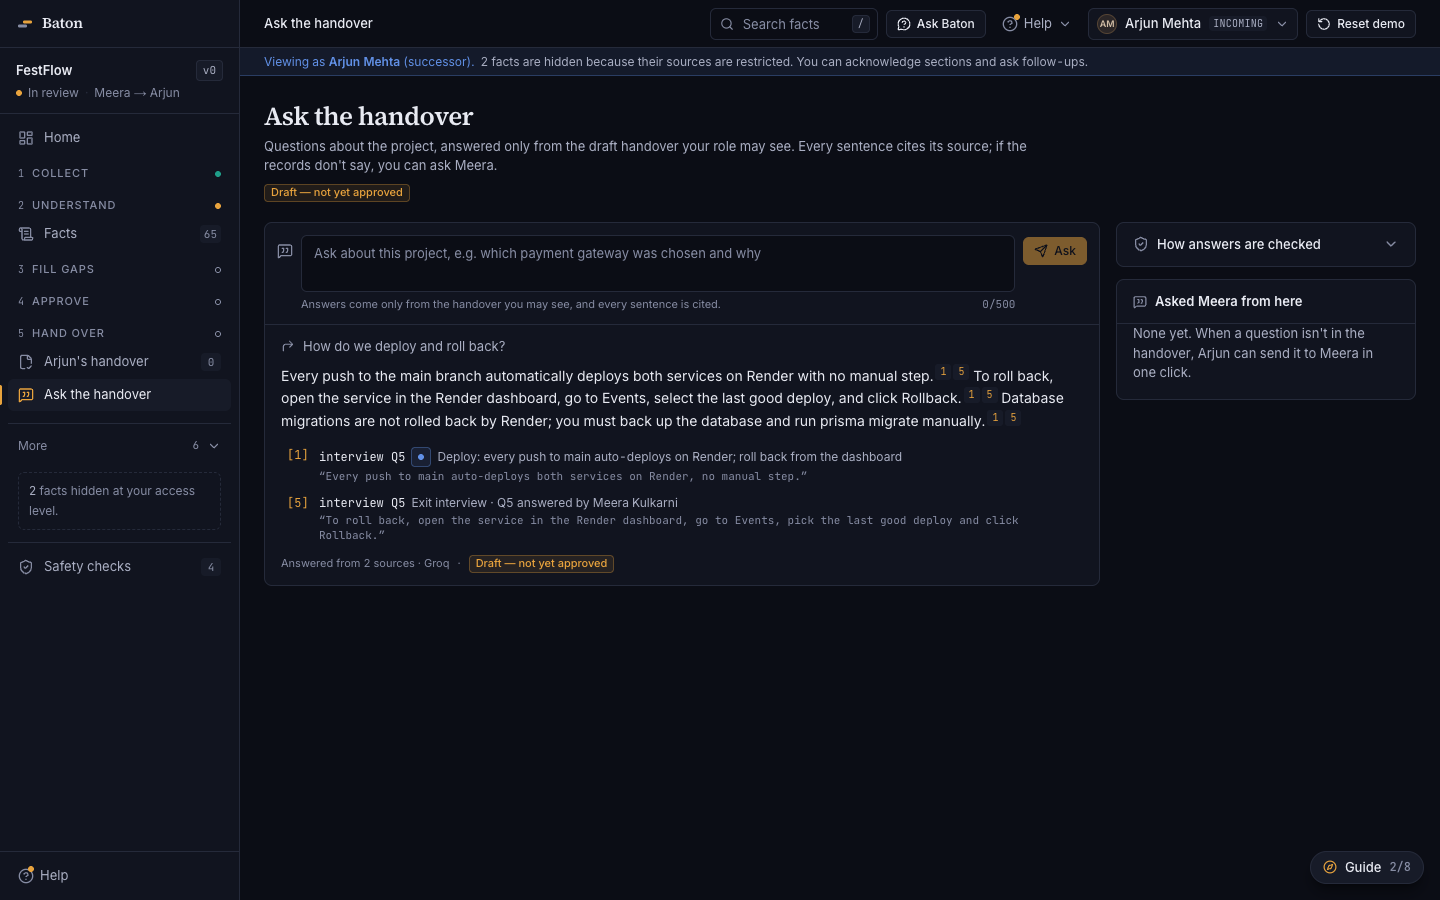 Baton
FestFlow
v0
In review · Meera → Arjun
Home
1 COLLECT
2 UNDERSTAND
Facts 65
3 FILL GAPS
4 APPROVE
5 HAND OVER
Arjun's handover 0
Ask the handover
More 6
2 facts hidden at your access
level.
Safety checks 4
Help
Ask the handover
Search facts /
Ask Baton
Help
AM Arjun Mehta INCOMING
Reset demo
Viewing as Arjun Mehta (successor). 2 facts are hidden because their sources are restricted. You can acknowledge sections and ask follow-ups.
Ask the handover
Questions about the project, answered only from the draft handover your role may see. Every sentence cites its source; if the
records don't say, you can ask Meera.
Draft — not yet approved
Ask about this project, e.g. which payment gateway was chosen and why
Ask
Answers come only from the handover you may see, and every sentence is cited. 0/500
How do we deploy and roll back?
Every push to the main branch automatically deploys both services on Render with no manual step. 1 5 To roll back,
open the service in the Render dashboard, go to Events, select the last good deploy, and click Rollback. 1 5 Database
migrations are not rolled back by Render; you must back up the database and run prisma migrate manually. 1 5
[1] interview Q5 Deploy: every push to main auto-deploys on Render; roll back from the dashboard
“Every push to main auto-deploys both services on Render, no manual step.”
[5] interview Q5 Exit interview · Q5 answered by Meera Kulkarni
“To roll back, open the service in the Render dashboard, go to Events, pick the last good deploy and click
Rollback.”
Answered from 2 sources · Groq · Draft — not yet approved
How answers are checked
Asked Meera from here
None yet. When a question isn't in the
handover, Arjun can send it to Meera in
one click.
Guide 2/8